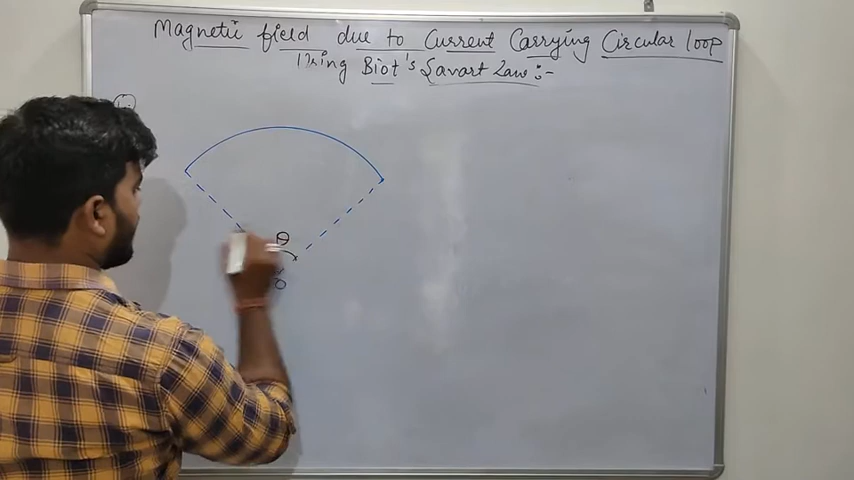 Magnetic field due to Current Carrying Circular loop
Using Biot's Savart Law :-
θ
O